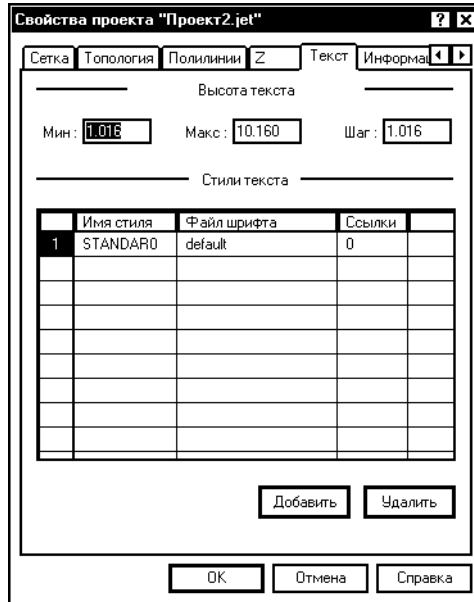 Свойства проекта "Проект2.jet"
Сетка Топология Полилинии Z Текст Информац
Высота текста
Мин: 1.016 Макс: 10.160 Шаг: 1.016
Стили текста
Имя стиля Файл шрифта Ссылки
1 STANDAR0 default 0
Добавить Удалить
OK Отмена Справка